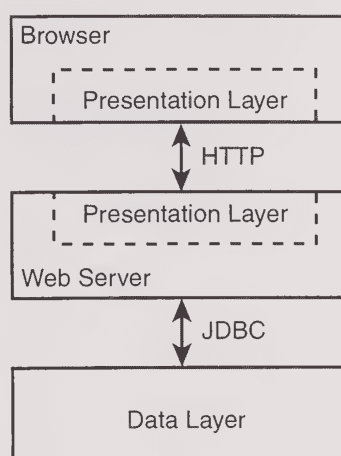 Browser
Presentation Layer
HTTP
Presentation Layer
Web Server
JDBC
Data Layer